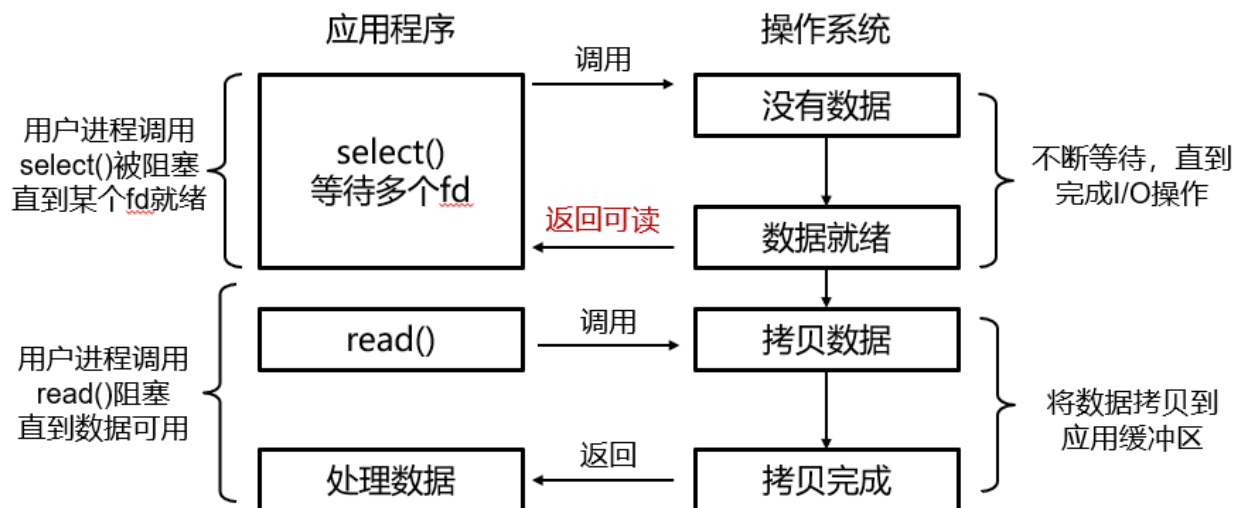 应用程序
操作系统
调用
用户进程调用
select()被阻塞
直到某个fd就绪
select()
等待多个fd
没有数据
返回可读
数据就绪
不断等待，直到
完成I/O操作
用户进程调用
read()阻塞
直到数据可用
read()
调用
拷贝数据
将数据拷贝到
应用缓冲区
处理数据
返回
拷贝完成